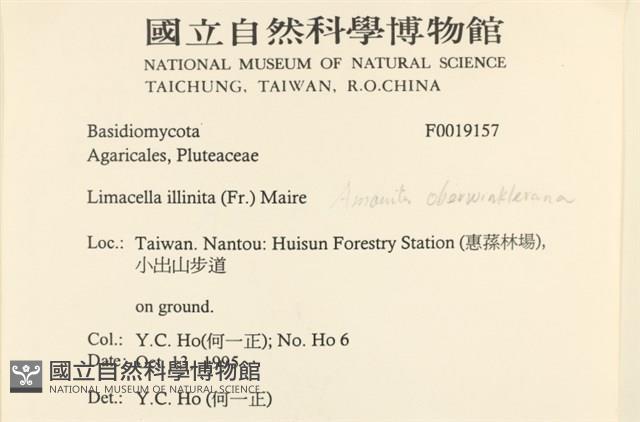 國立自然科學博物館
NATIONAL MUSEUM OF NATURAL SCIENCE
TAICHUNG, TAIWAN, R.O.CHINA
Basidiomycota F0019157
Agaricales, Pluteaceae
Limacella illinita (Fr.) Maire Amanita oberwinklerana
Loc.: Taiwan. Nantou: Huisun Forestry Station (惠蓀林場),
小出山步道
on ground.
Col.: Y.C. Ho(何一正); No. Ho 6
Date: Oct. 13, 1995
國立自然科學博物館
NATIONAL MUSEUM OF NATURAL SCIENCE
Det.: Y.C. Ho (何一正)